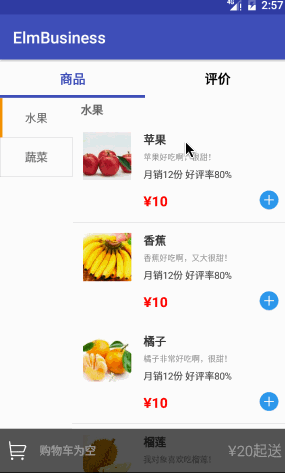 4G 2:57
ElmBusiness
商品
评价
水果
蔬菜
水果
苹果
苹果好吃啊，很甜！
月销12份 好评率80%
¥10
香蕉
香蕉好吃啊，又大很甜！
月销12份 好评率80%
¥10
橘子
橘子非常好吃啊，很甜！
月销12份 好评率80%
¥10
榴莲
我时候喜欢吃榴莲！
购物车为空
¥20起送